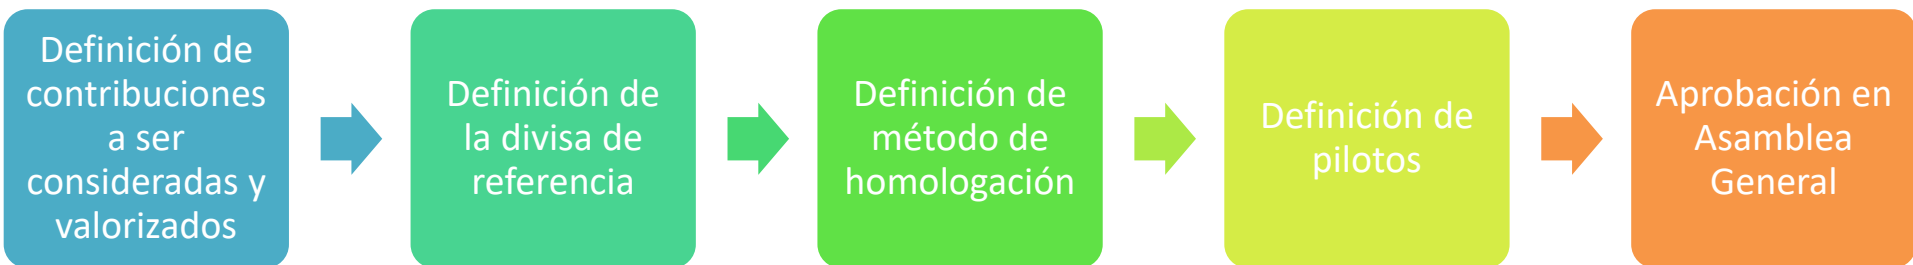 Definición de
contribuciones
a ser
consideradas y
valorizados
Definición de
la divisa de
referencia
Definición de
método de
homologación
Definición de
pilotos
Aprobación en
Asamblea
General